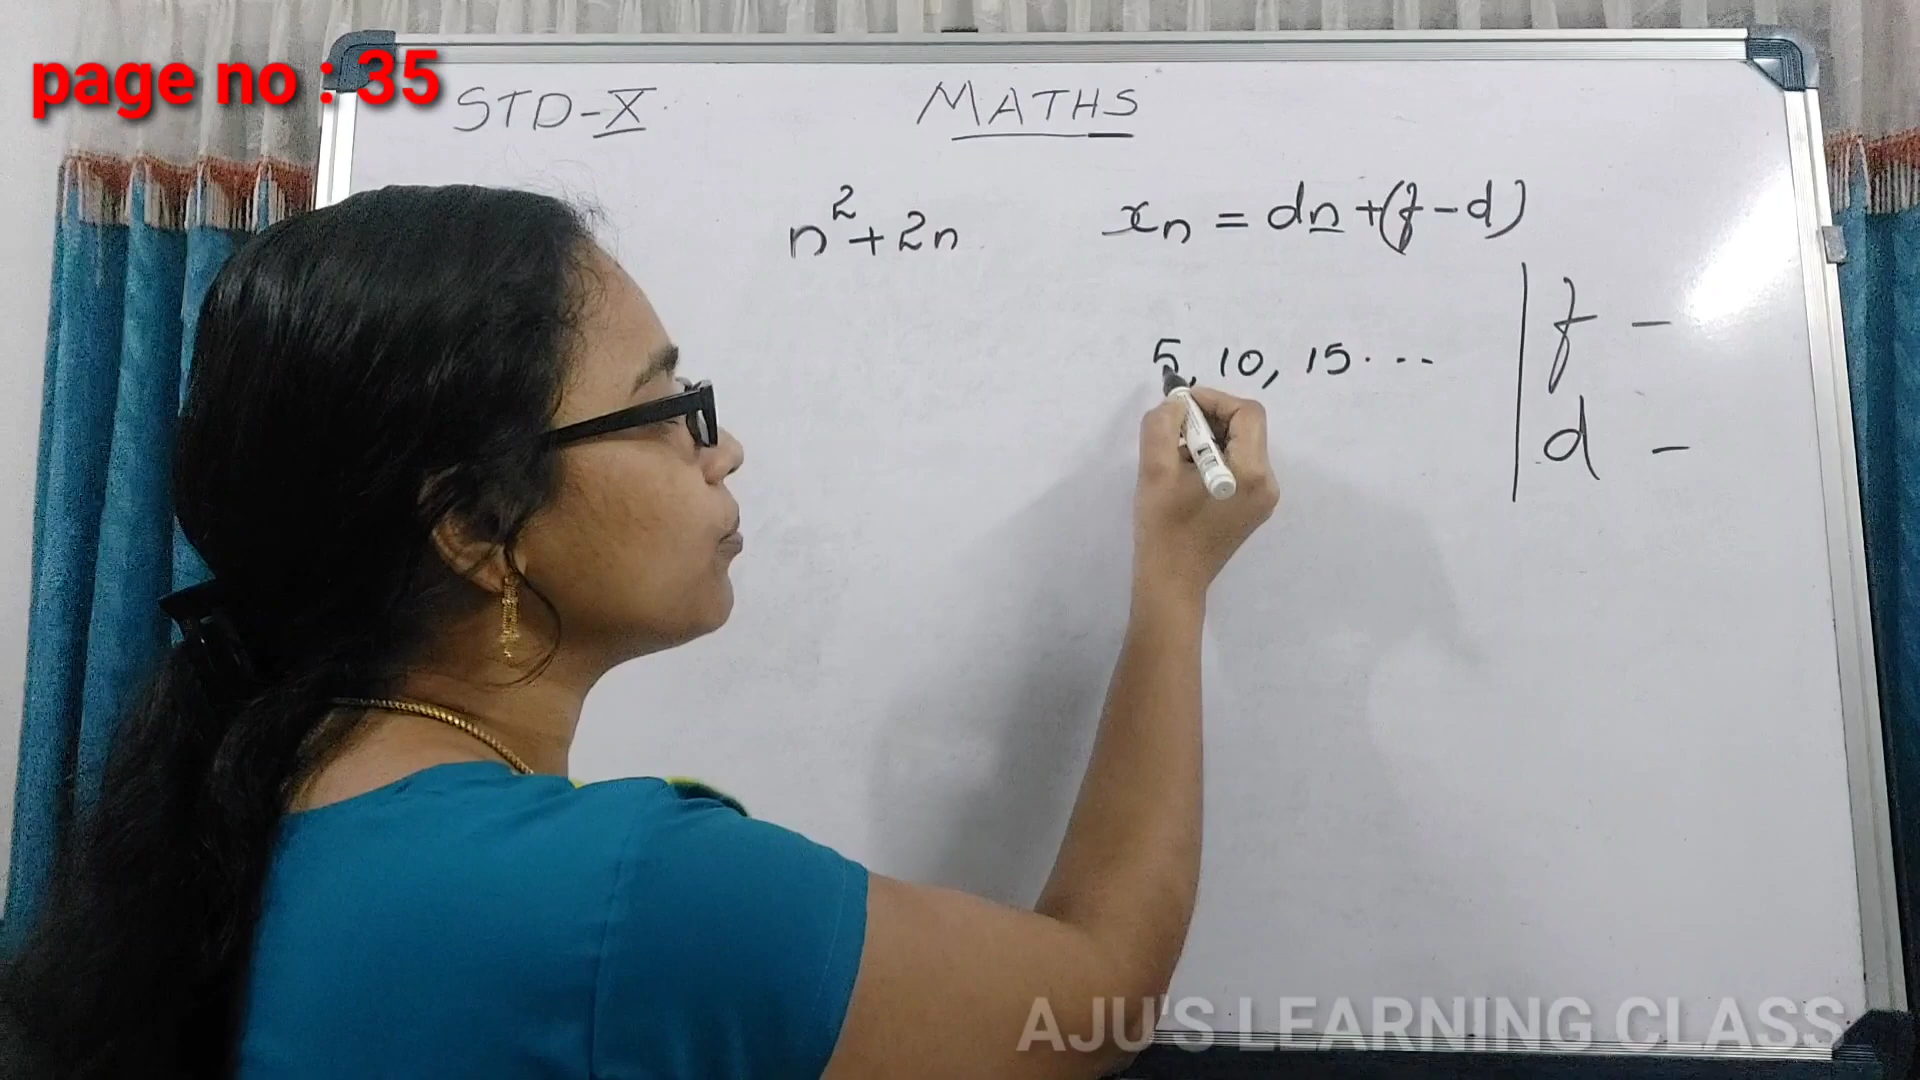 page no : 35
STD-X
MATHS
n²+2n
xn = dn+(f-d)
5, 10, 15...
f -
d -
AJU'S LEARNING CLASS